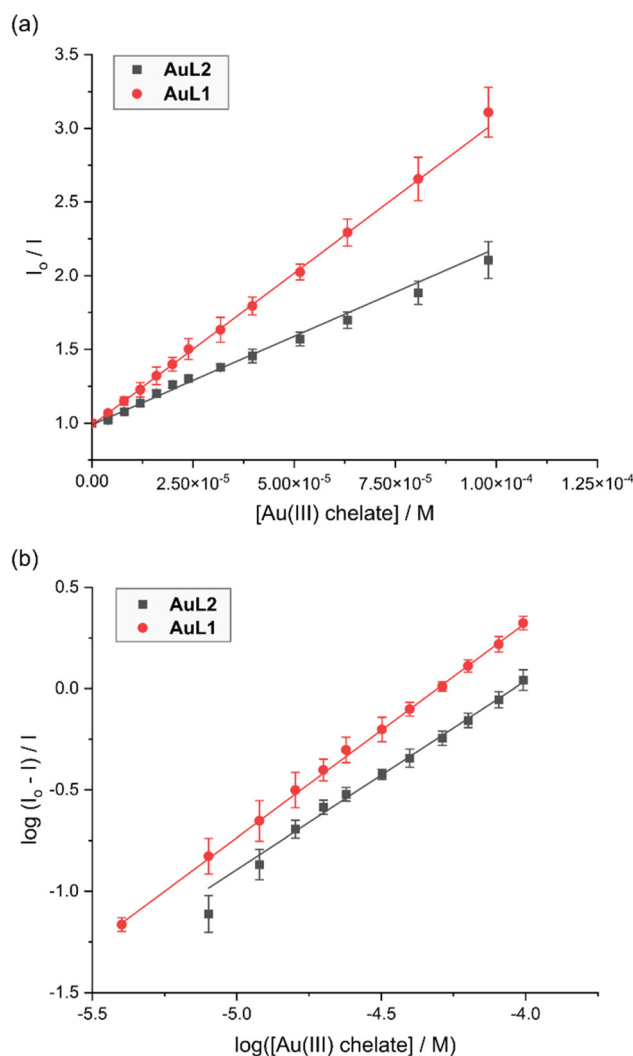 (a)
AuL2
AuL1
3.5
3.0
2.5
2.0
1.5
1.0
I₀ / I
0.00 2.50×10⁻⁵ 5.00×10⁻⁵ 7.50×10⁻⁵ 1.00×10⁻⁴ 1.25×10⁻⁴
[Au(III) chelate] / M
(b)
AuL2
AuL1
0.5
0.0
-0.5
-1.0
-1.5
log (I₀ - I) / I
-5.5 -5.0 -4.5 -4.0
log([Au(III) chelate] / M)